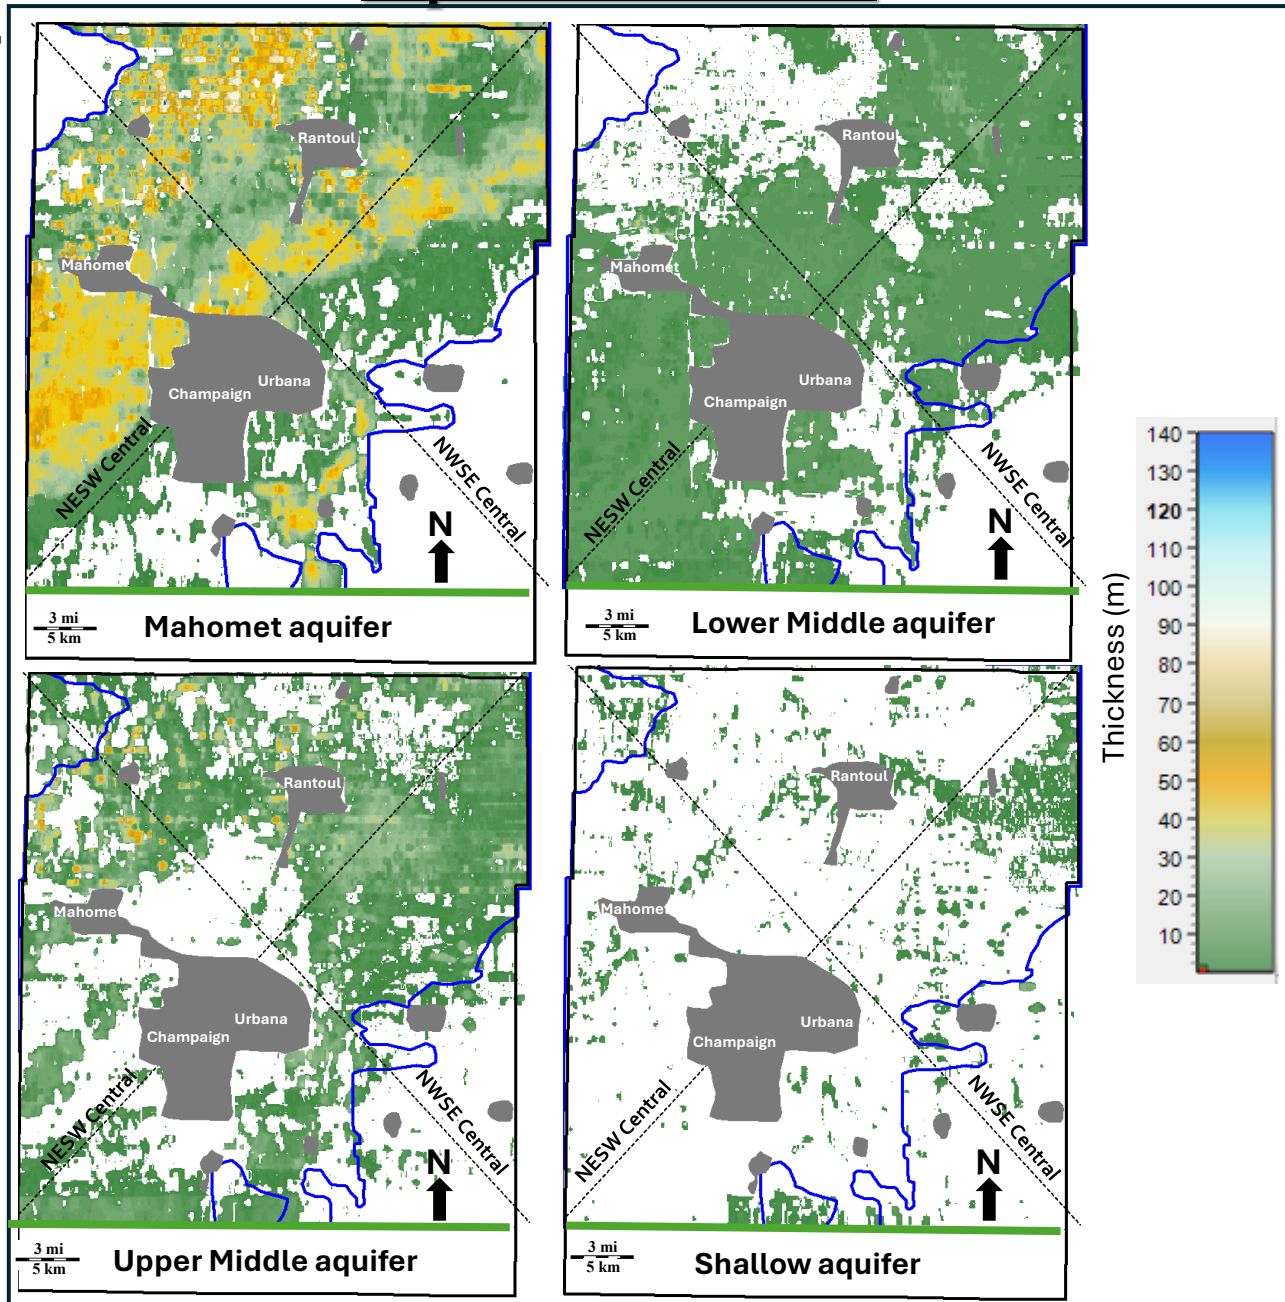 Rantoul
Mahomet
Urbana
Champaign
NESW Central
NWSE Central
N
3 mi
5 km
Mahomet aquifer
Rantoul
Mahomet
Urbana
Champaign
NESW Central
NWSE Central
N
3 mi
5 km
Lower Middle aquifer
Thickness (m)
140
130
120
110
100
90
80
70
60
50
40
30
20
10
Rantoul
Mahomet
Urbana
Champaign
NESW Central
NWSE Central
N
3 mi
5 km
Upper Middle aquifer
Rantoul
Mahomet
Urbana
Champaign
NESW Central
NWSE Central
N
3 mi
5 km
Shallow aquifer